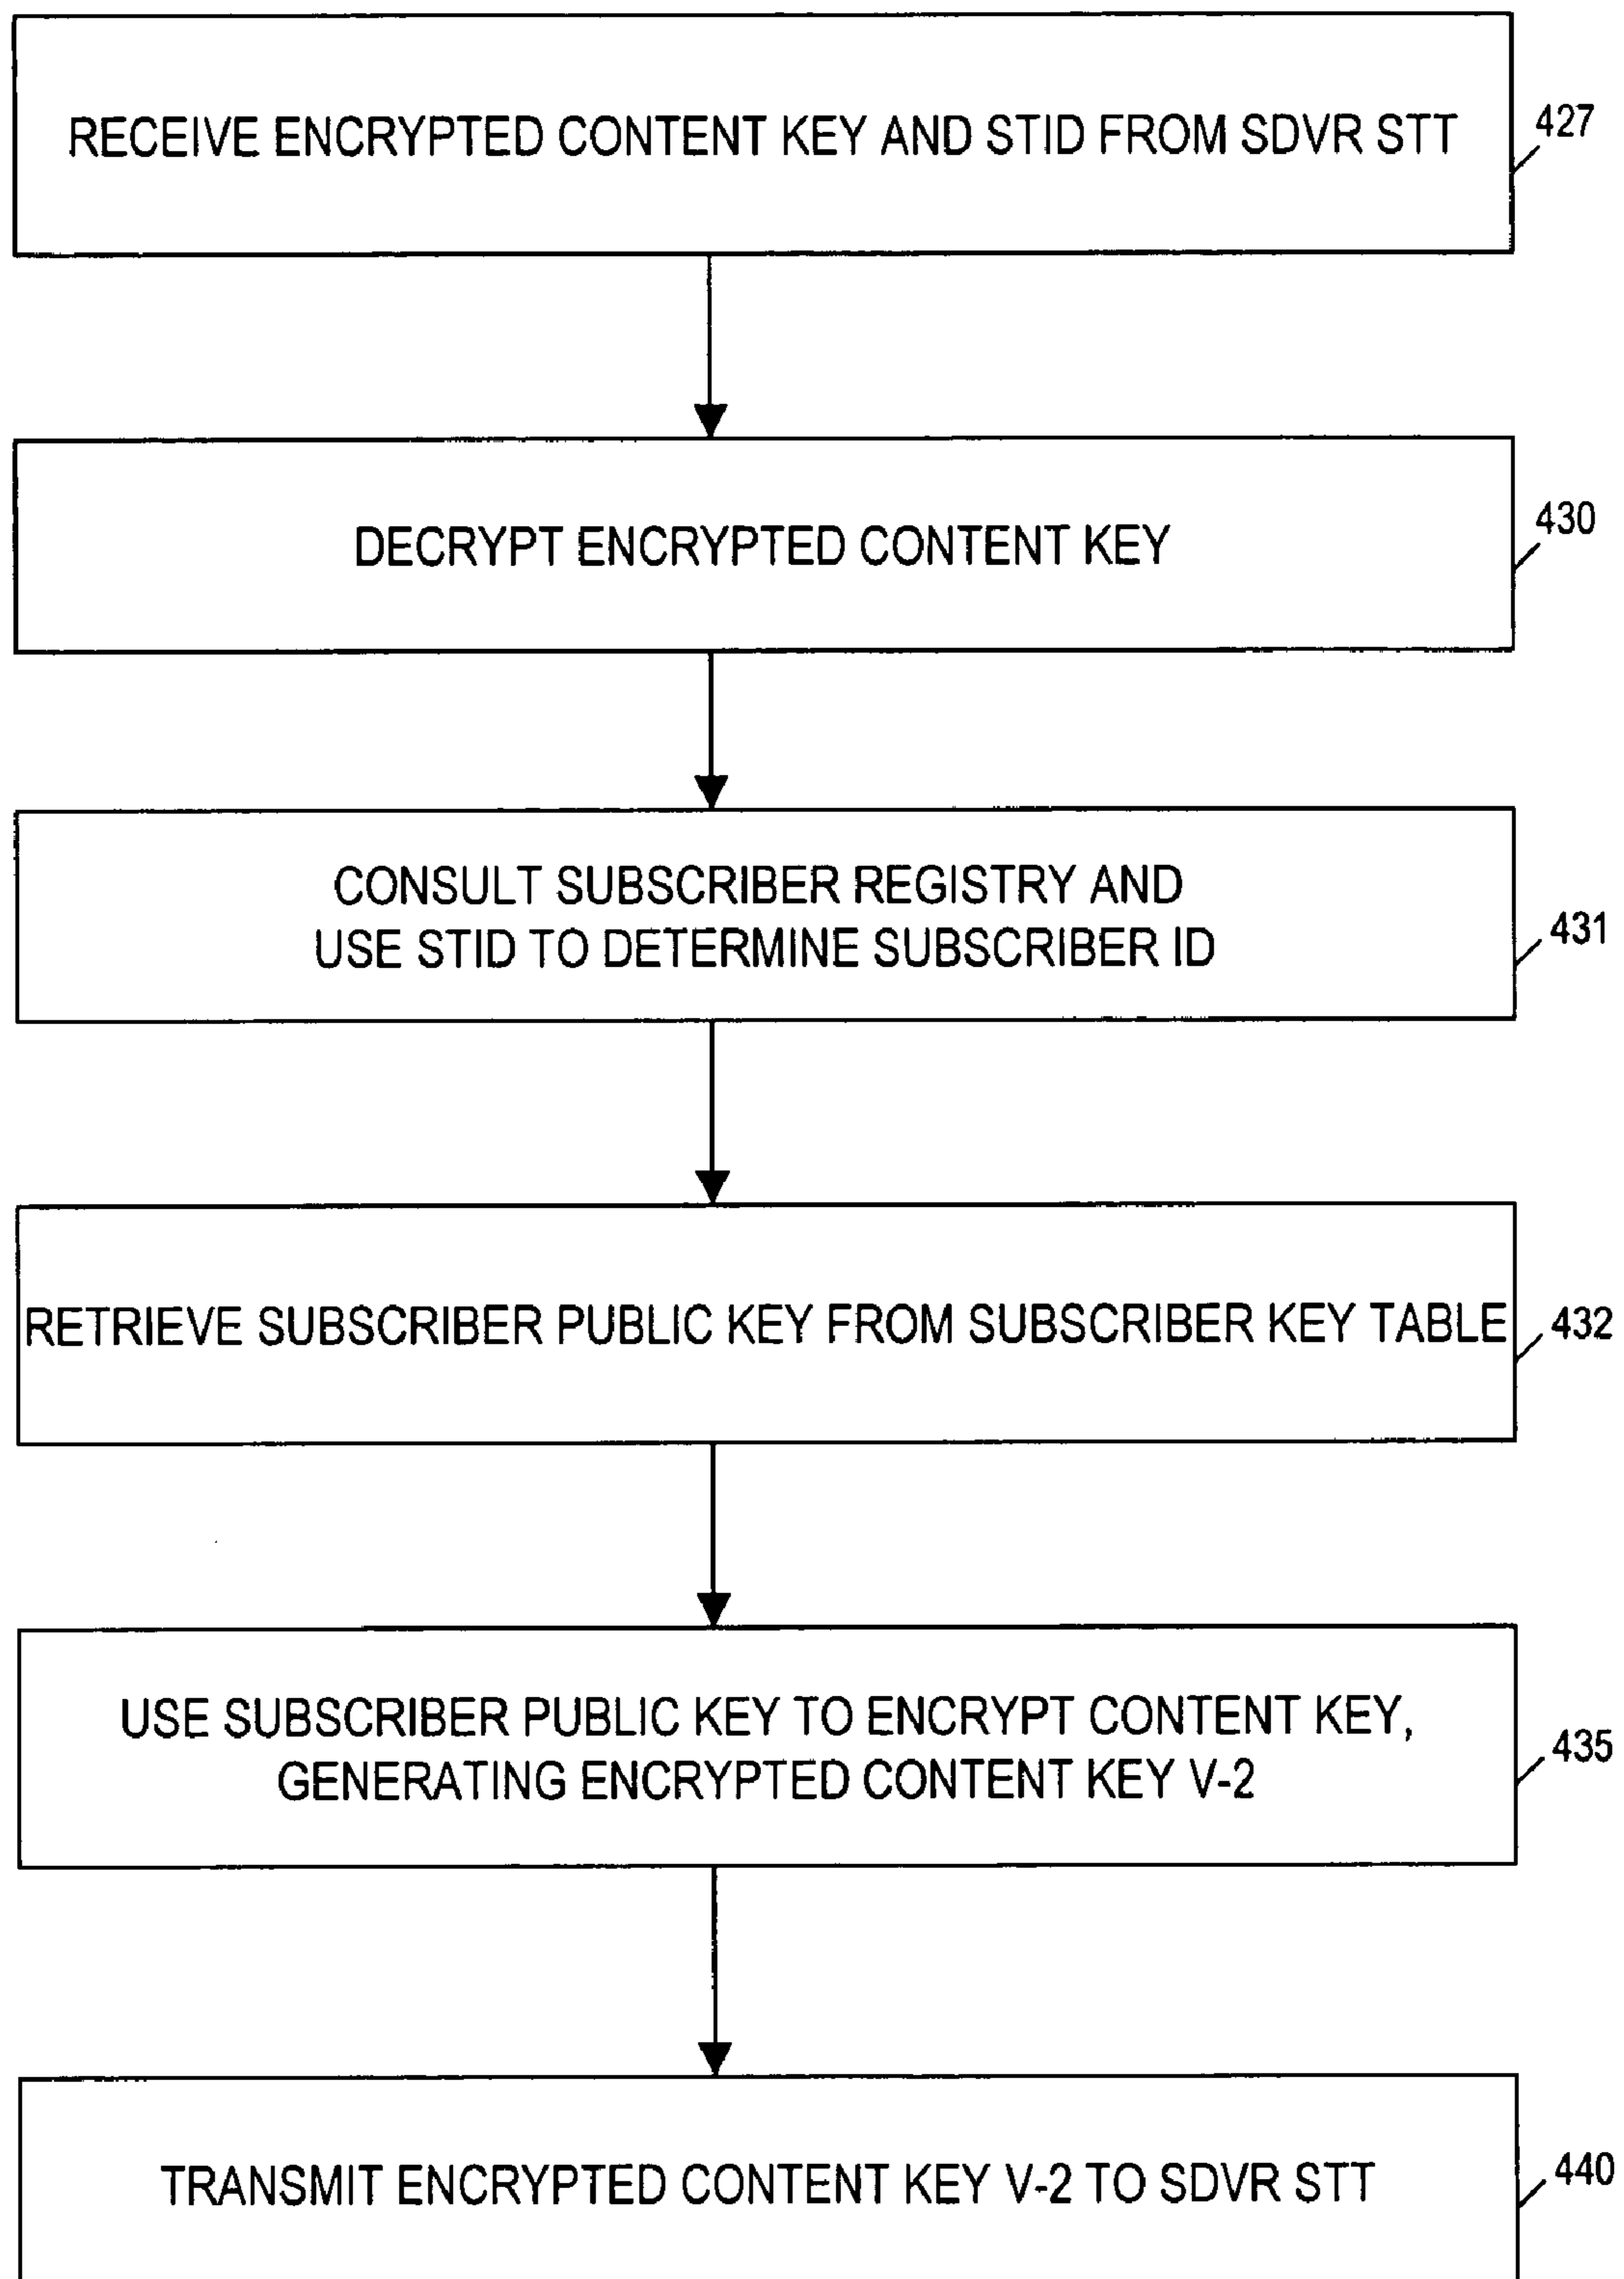 RECEIVE ENCRYPTED CONTENT KEY AND STID FROM SDVR STT
427
DECRYPT ENCRYPTED CONTENT KEY
430
CONSULT SUBSCRIBER REGISTRY AND
USE STID TO DETERMINE SUBSCRIBER ID
431
RETRIEVE SUBSCRIBER PUBLIC KEY FROM SUBSCRIBER KEY TABLE
432
USE SUBSCRIBER PUBLIC KEY TO ENCRYPT CONTENT KEY,
GENERATING ENCRYPTED CONTENT KEY V-2
435
TRANSMIT ENCRYPTED CONTENT KEY V-2 TO SDVR STT
440